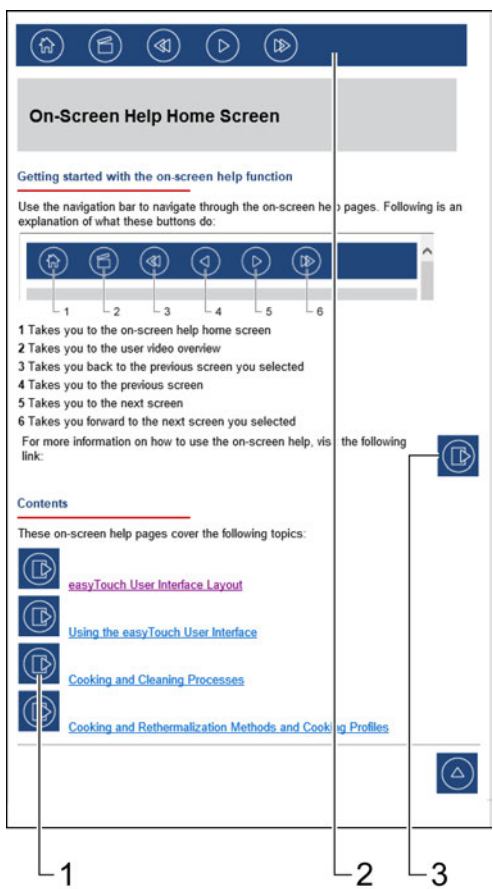 On-Screen Help Home Screen
Getting started with the on-screen help function
Use the navigation bar to navigate through the on-screen help pages. Following is an
explanation of what these buttons do:
1 2 3 4 5 6
1 Takes you to the on-screen help home screen
2 Takes you to the user video overview
3 Takes you back to the previous screen you selected
4 Takes you to the previous screen
5 Takes you to the next screen
6 Takes you forward to the next screen you selected
For more information on how to use the on-screen help, visit the following
link:
Contents
These on-screen help pages cover the following topics:
easyTouch User Interface Layout
Using the easyTouch User Interface
Cooking and Cleaning Processes
Cooking and Rethermalization Methods and Cooking Profiles
1 2 3